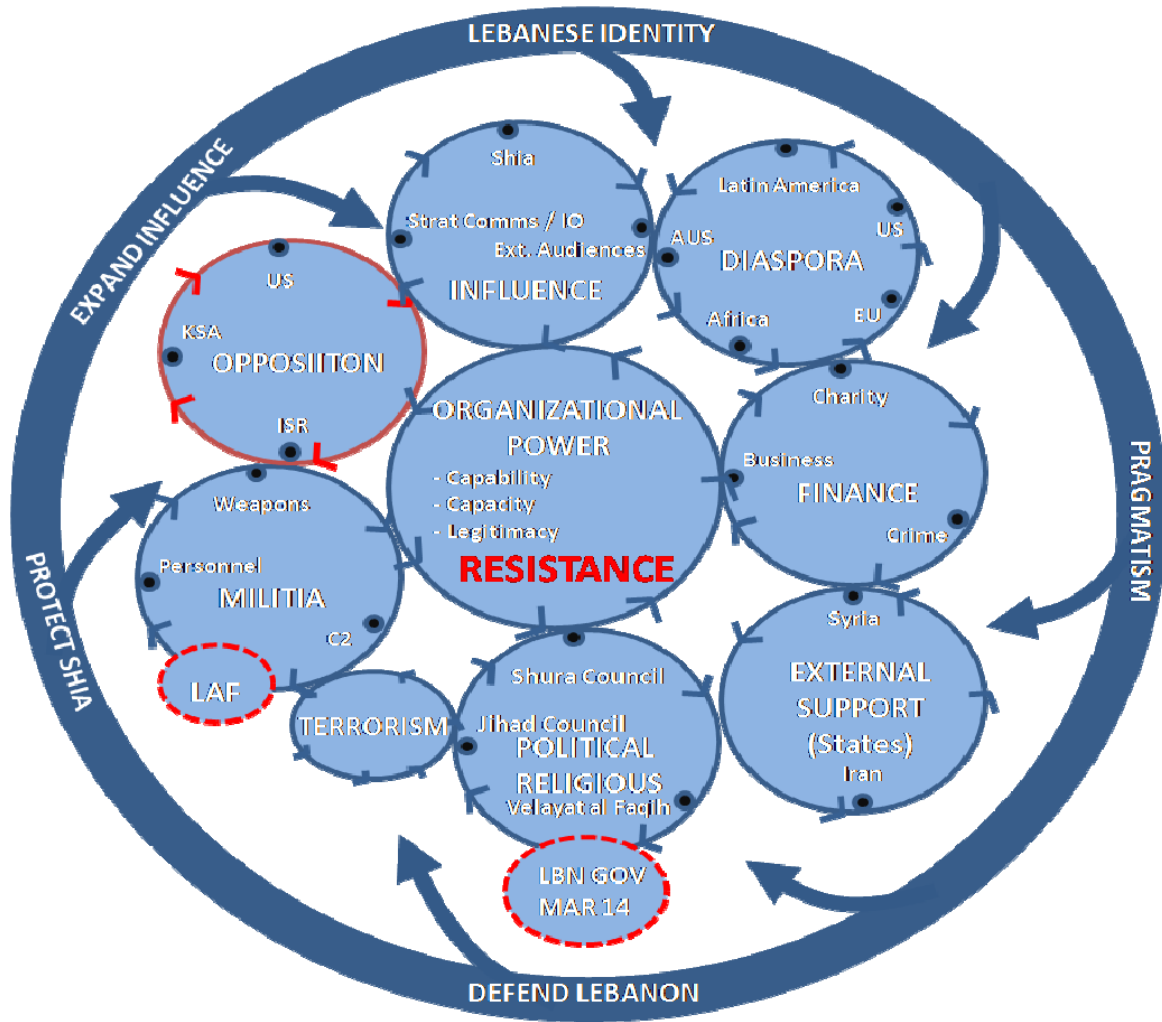 LEBANESE IDENTITY
EXPAND INFLUENCE
PROTECT SHIA
DEFEND LEBANON
PRAGMATISM
Shia
Strat Comms / IO
Ext. Audiences
INFLUENCE
Latin America
US
AUS
DIASPORA
Africa
EU
US
KSA
OPPOSIITON
ISR
ORGANIZATIONAL
POWER
- Capability
- Capacity
- Legitimacy
RESISTANCE
Charity
Business
FINANCE
Crime
Weapons
Personnel
MILITIA
C2
LAF
TERRORISM
Shura Council
Jihad Council
POLITICAL
RELIGIOUS
Velayat al Faqih
LBN GOV
MAR 14
Syria
EXTERNAL
SUPPORT
(States)
Iran